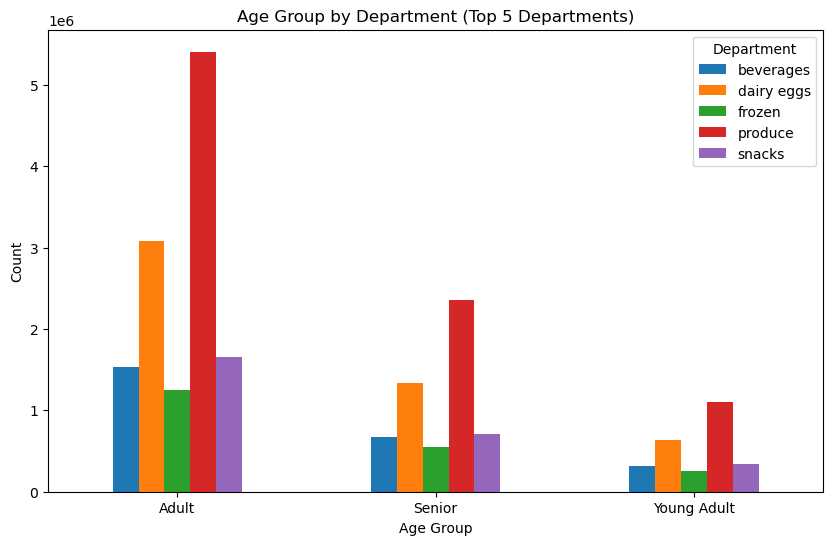 Age Group by Department (Top 5 Departments)
1e6
Department
beverages
dairy eggs
frozen
produce
snacks
5
4
3
2
1
0
Count
Adult
Senior
Young Adult
Age Group